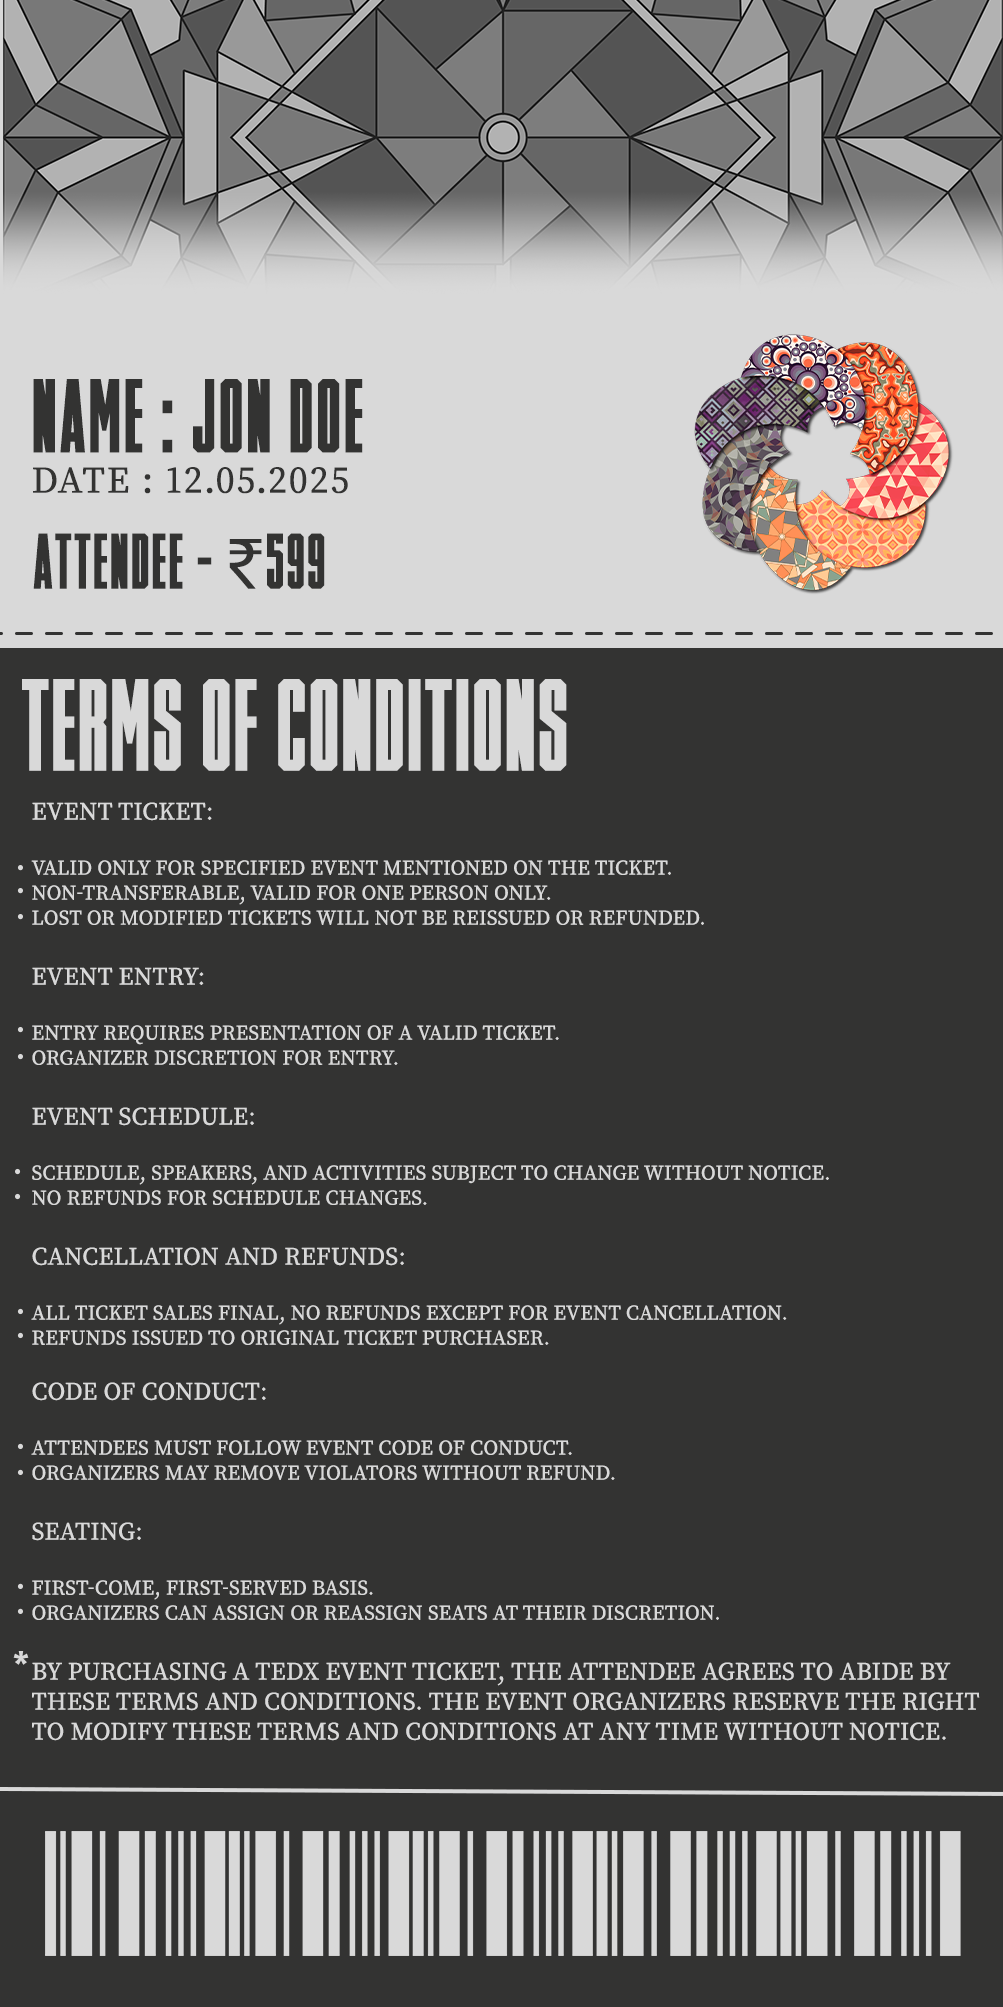 NAME : JON DOE
DATE : 12.05.2025
ATTENDEE - ₹599
TERMS OF CONDITIONS
EVENT TICKET:
• VALID ONLY FOR SPECIFIED EVENT MENTIONED ON THE TICKET.
• NON-TRANSFERABLE, VALID FOR ONE PERSON ONLY.
• LOST OR MODIFIED TICKETS WILL NOT BE REISSUED OR REFUNDED.
EVENT ENTRY:
• ENTRY REQUIRES PRESENTATION OF A VALID TICKET.
• ORGANIZER DISCRETION FOR ENTRY.
EVENT SCHEDULE:
• SCHEDULE, SPEAKERS, AND ACTIVITIES SUBJECT TO CHANGE WITHOUT NOTICE.
• NO REFUNDS FOR SCHEDULE CHANGES.
CANCELLATION AND REFUNDS:
• ALL TICKET SALES FINAL, NO REFUNDS EXCEPT FOR EVENT CANCELLATION.
• REFUNDS ISSUED TO ORIGINAL TICKET PURCHASER.
CODE OF CONDUCT:
• ATTENDEES MUST FOLLOW EVENT CODE OF CONDUCT.
• ORGANIZERS MAY REMOVE VIOLATORS WITHOUT REFUND.
SEATING:
• FIRST-COME, FIRST-SERVED BASIS.
• ORGANIZERS CAN ASSIGN OR REASSIGN SEATS AT THEIR DISCRETION.
* BY PURCHASING A TEDX EVENT TICKET, THE ATTENDEE AGREES TO ABIDE BY
THESE TERMS AND CONDITIONS. THE EVENT ORGANIZERS RESERVE THE RIGHT
TO MODIFY THESE TERMS AND CONDITIONS AT ANY TIME WITHOUT NOTICE.